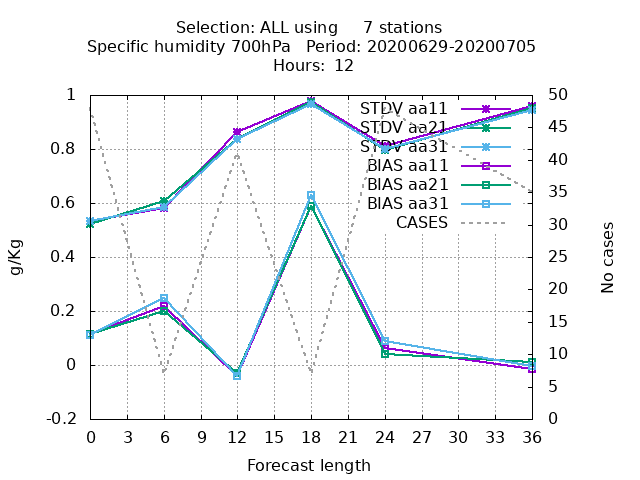 Selection: ALL using 7 stations
Specific humidity 700hPa Period: 20200629-20200705
Hours: 12
1
0.8
0.6
0.4
0.2
0
-0.2
g/Kg
STDV aa11
STDV aa21
STDV aa31
BIAS aa11
BIAS aa21
BIAS aa31
CASES
50
45
40
35
30
25
20
15
10
5
0
No cases
0 3 6 9 12 15 18 21 24 27 30 33 36
Forecast length